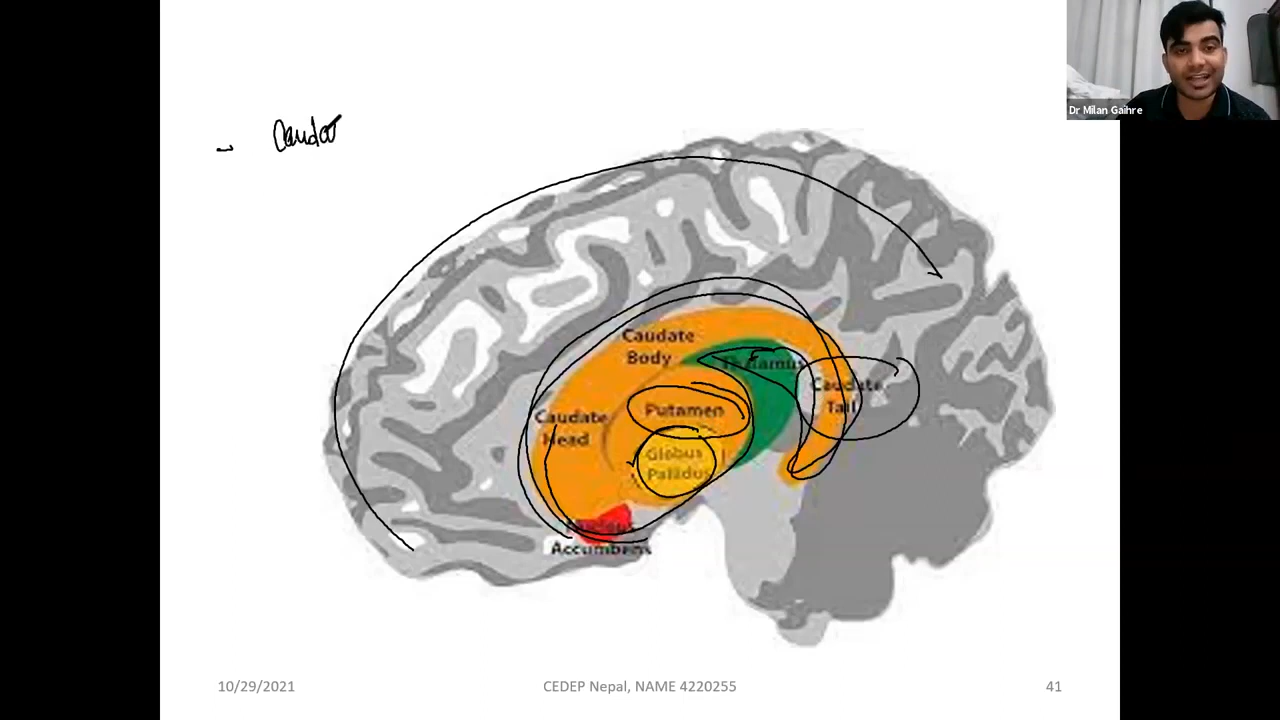 Dr Milan Gaihre
Caudat
Caudate
Body
Thalamus
Caudate
Tail
Putamen
Caudate
Head
Globus
Pallidus
Nucleus
Accumbens
10/29/2021
CEDEP Nepal, NAME 4220255
41